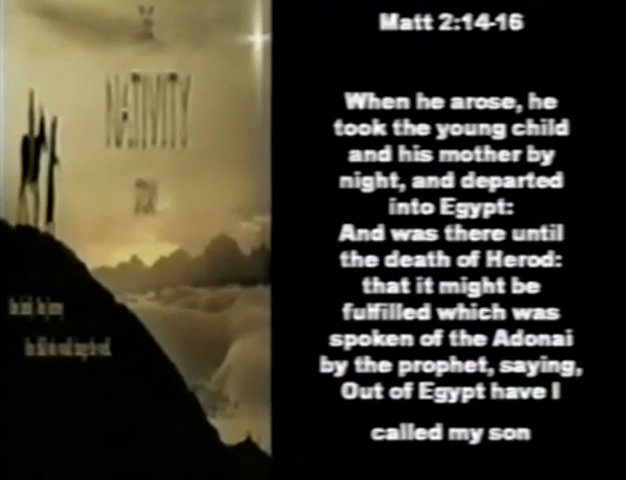 NATIVITY
Matt 2:14-16
When he arose, he
took the young child
and his mother by
night, and departed
into Egypt:
And was there until
the death of Herod:
that it might be
fulfilled which was
spoken of the Adonai
by the prophet, saying,
Out of Egypt have I
called my son